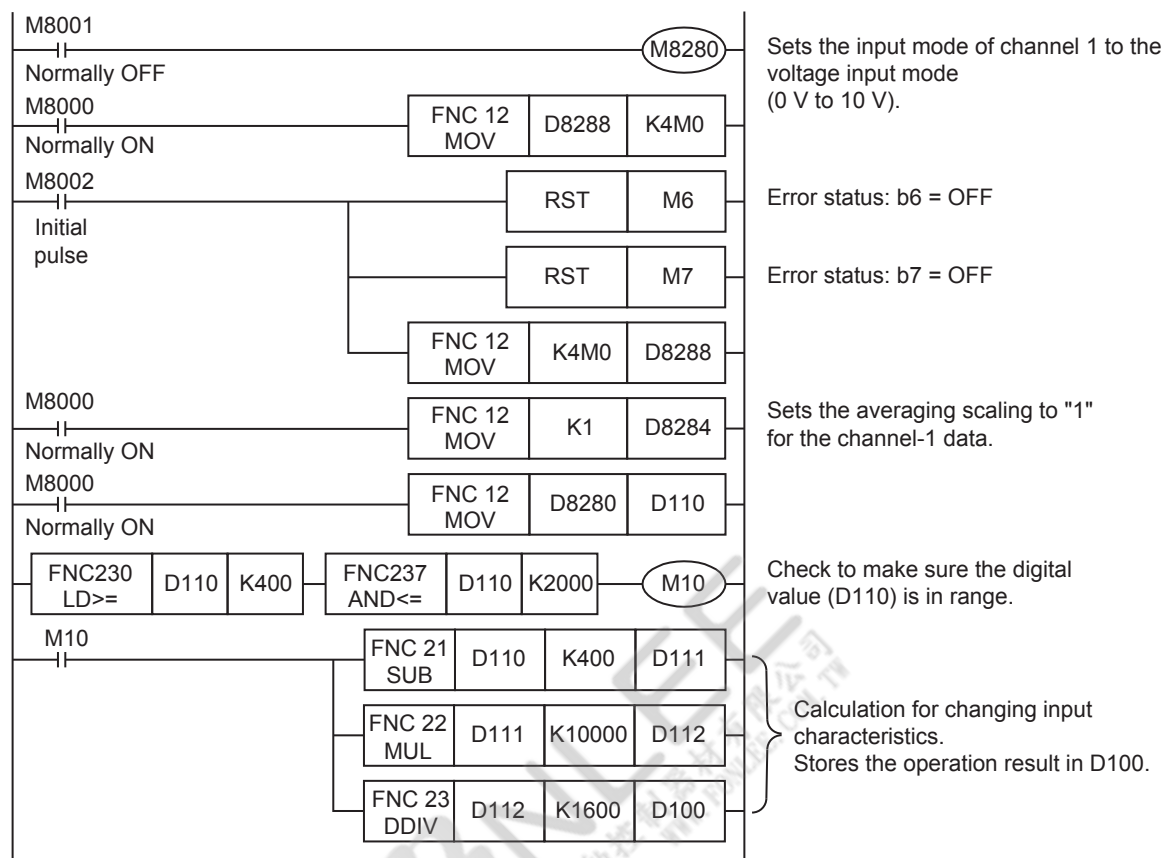 M8001
M8280
Normally OFF
Sets the input mode of channel 1 to the
voltage input mode
(0 V to 10 V).
M8000
FNC 12
MOV
D8288
K4M0
Normally ON
M8002
RST
M6
Error status: b6 = OFF
Initial
pulse
RST
M7
Error status: b7 = OFF
FNC 12
MOV
K4M0
D8288
M8000
FNC 12
MOV
K1
D8284
Sets the averaging scaling to "1"
for the channel-1 data.
Normally ON
M8000
FNC 12
MOV
D8280
D110
Normally ON
FNC230
LD>=
D110
K400
FNC237
AND<=
D110
K2000
M10
Check to make sure the digital
value (D110) is in range.
M10
FNC 21
SUB
D110
K400
D111
FNC 22
MUL
D111
K10000
D112
Calculation for changing input
characteristics.
Stores the operation result in D100.
FNC 23
DDIV
D112
K1600
D100